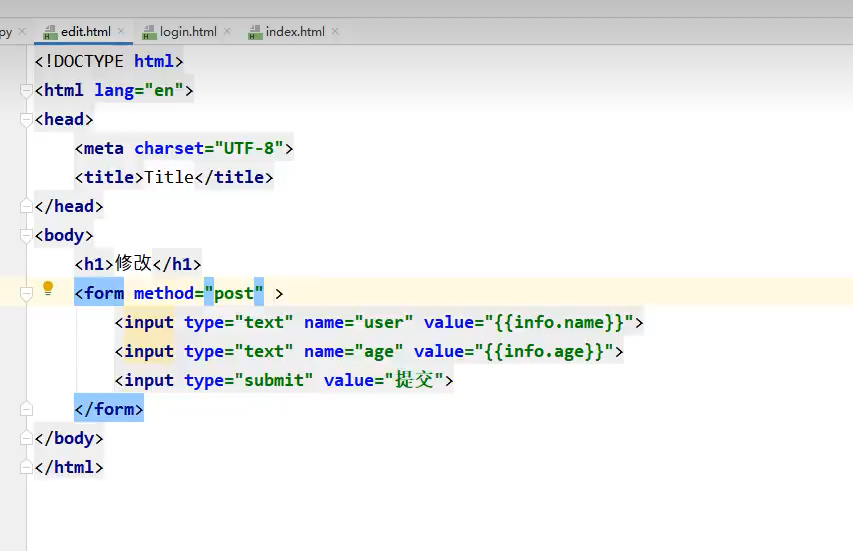 py edit.html login.html index.html
<!DOCTYPE html>
<html lang="en">
<head>
<meta charset="UTF-8">
<title>Title</title>
</head>
<body>
<h1>修改</h1>
<form method="post" >
<input type="text" name="user" value="{{info.name}}">
<input type="text" name="age" value="{{info.age}}">
<input type="submit" value="提交">
</form>
</body>
</html>